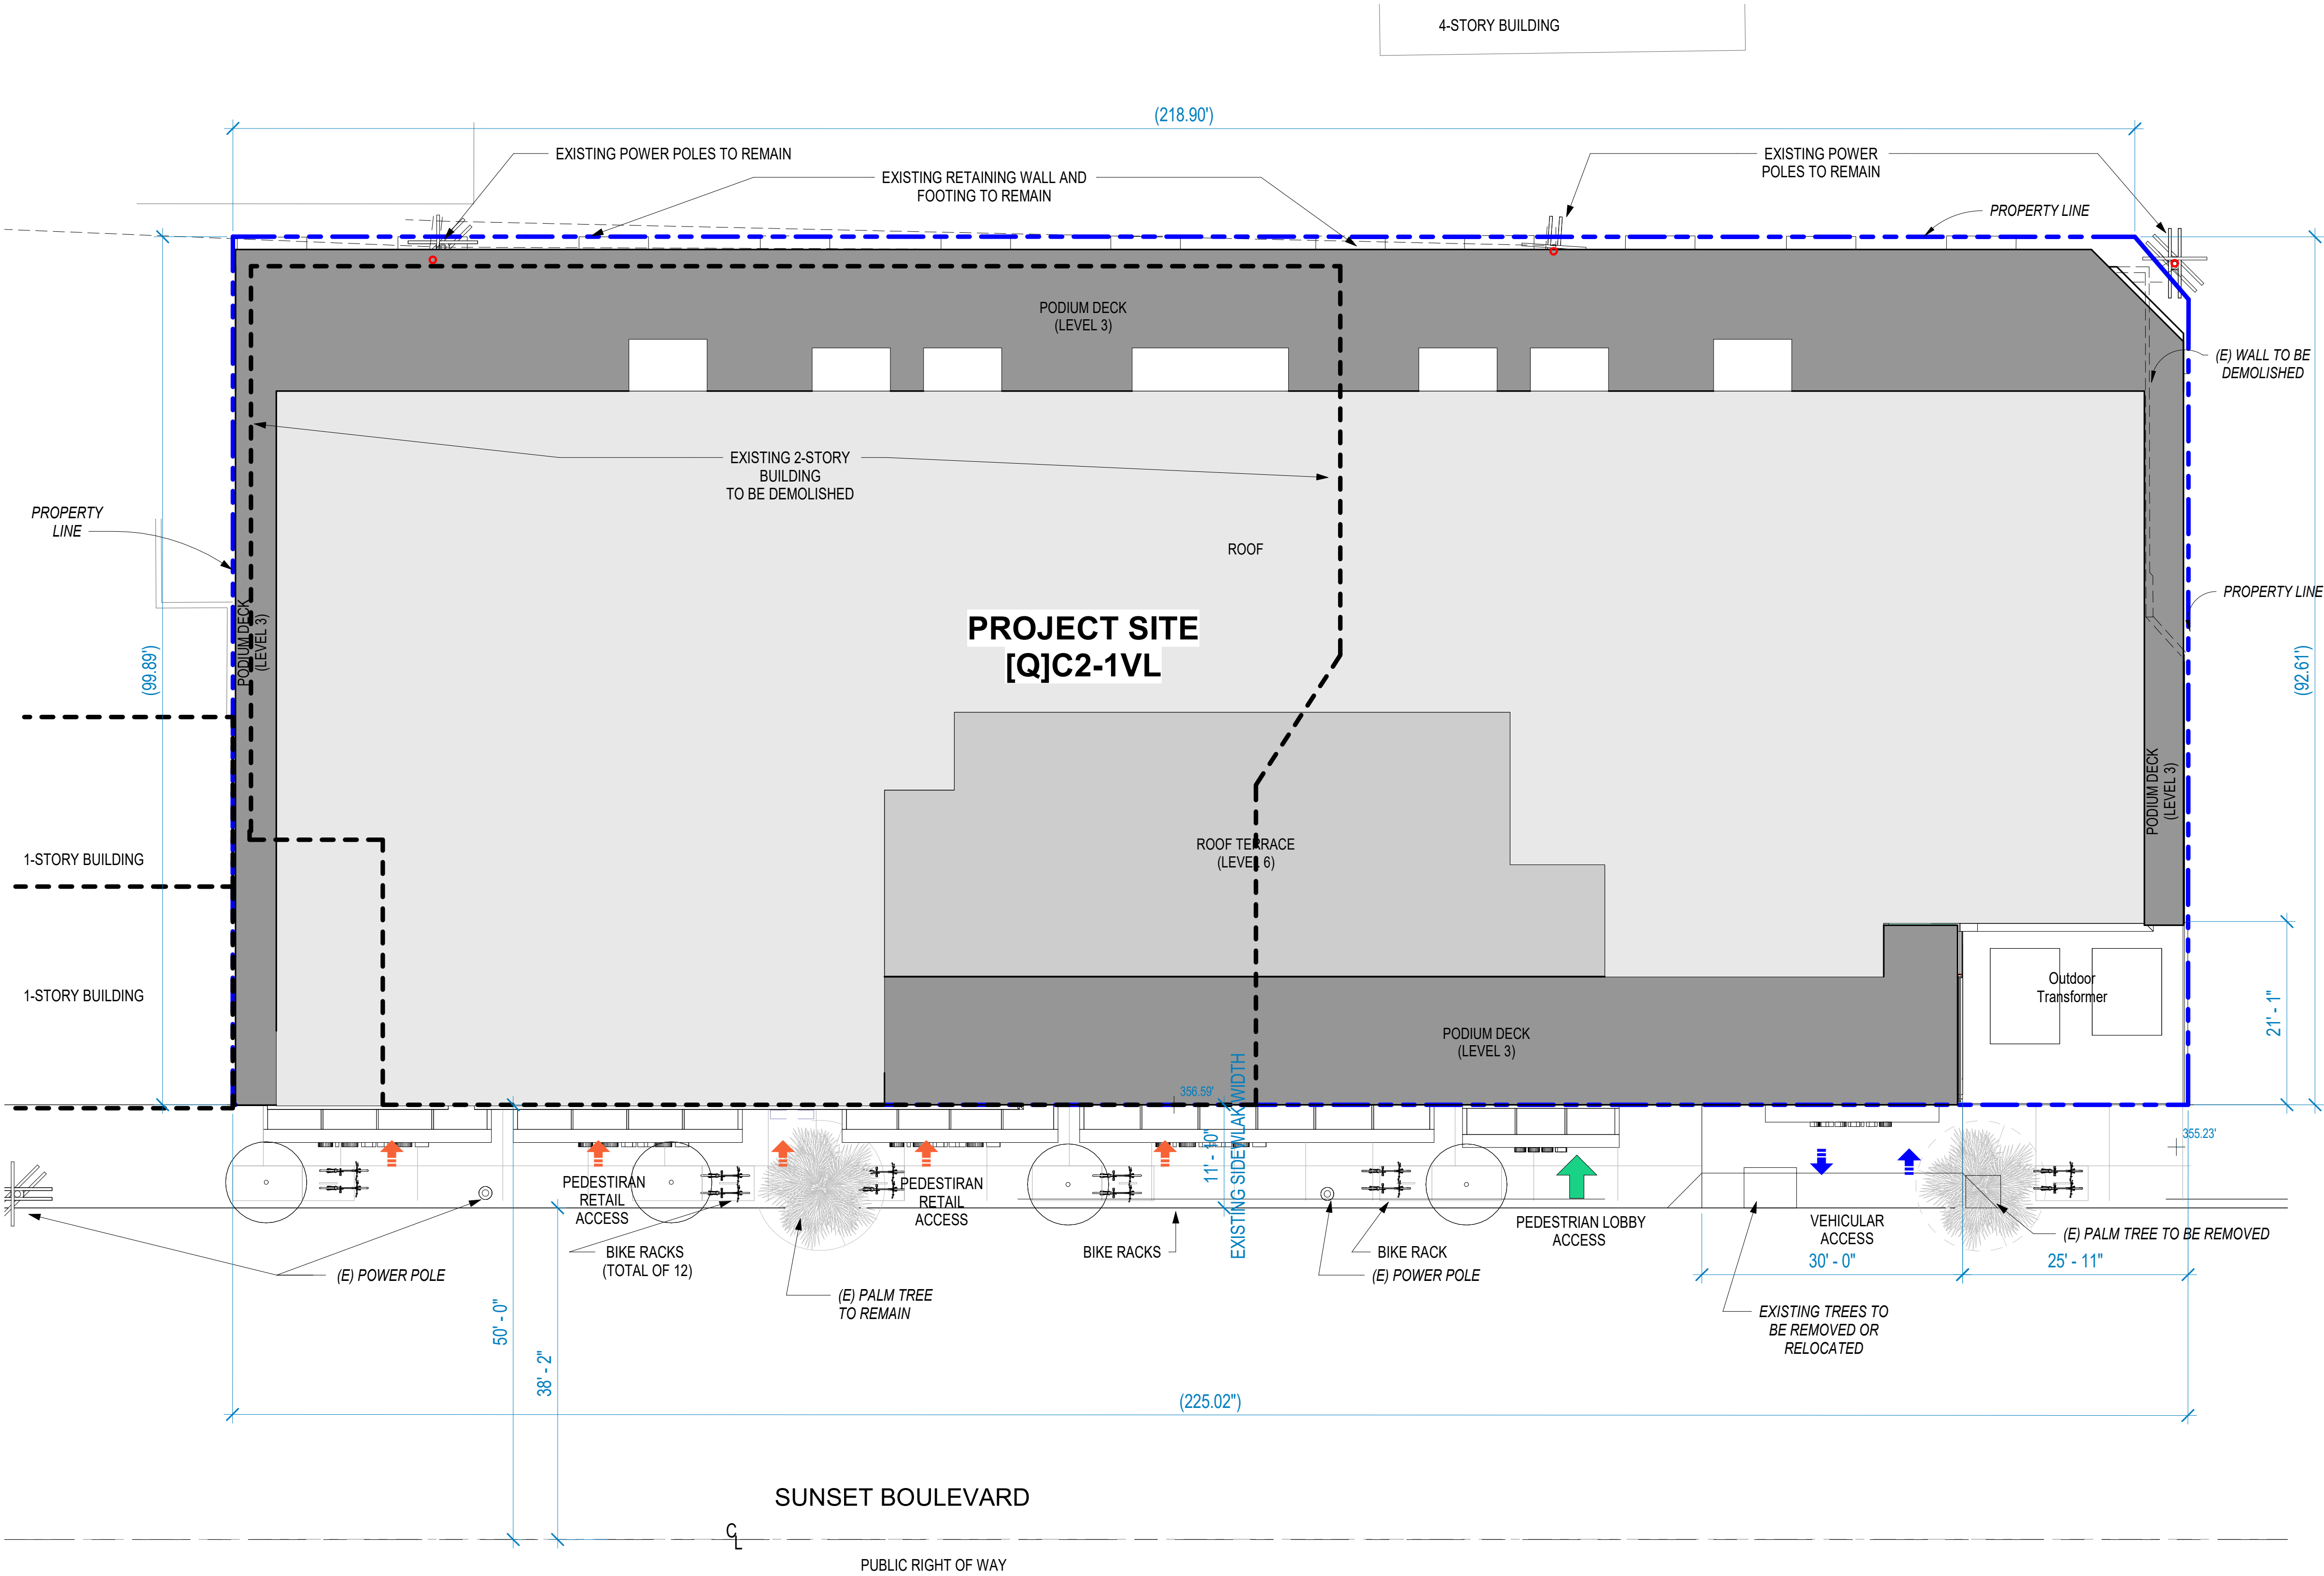 4-STORY BUILDING
(218.90')
EXISTING POWER POLES TO REMAIN
EXISTING RETAINING WALL AND
FOOTING TO REMAIN
EXISTING POWER
POLES TO REMAIN
PROPERTY LINE
PODIUM DECK
(LEVEL 3)
(E) WALL TO BE
DEMOLISHED
EXISTING 2-STORY
BUILDING
TO BE DEMOLISHED
PROPERTY
LINE
ROOF
PROPERTY LINE
PROJECT SITE
[Q]C2-1VL
PODIUM DECK
(LEVEL 3)
(99.89')
(92.61')
PODIUM DECK
(LEVEL 3)
1-STORY BUILDING
ROOF TERRACE
(LEVEL 6)
1-STORY BUILDING
Outdoor
Transformer
21' - 1"
PODIUM DECK
(LEVEL 3)
356.59'
355.23'
11' - 10"
EXISTING SIDEWLAK WIDTH
PEDESTIRAN
RETAIL
ACCESS
PEDESTIRAN
RETAIL
ACCESS
PEDESTRIAN LOBBY
ACCESS
VEHICULAR
ACCESS
(E) PALM TREE TO BE REMOVED
BIKE RACKS
(TOTAL OF 12)
BIKE RACKS
BIKE RACK
(E) POWER POLE
(E) POWER POLE
30' - 0"
25' - 11"
(E) PALM TREE
TO REMAIN
EXISTING TREES TO
BE REMOVED OR
RELOCATED
50' - 0"
38' - 2"
(225.02")
SUNSET BOULEVARD
CL
PUBLIC RIGHT OF WAY